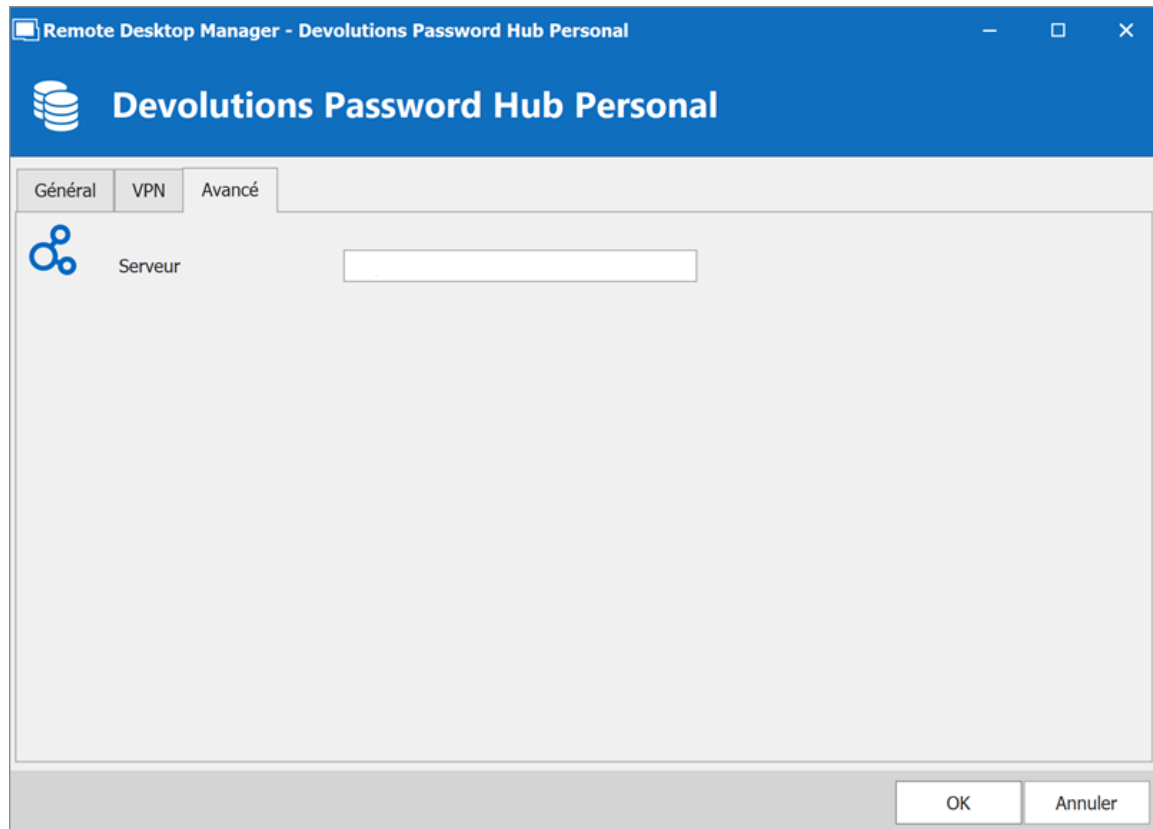 Remote Desktop Manager - Devolutions Password Hub Personal
Devolutions Password Hub Personal
Général VPN Avancé
Serveur
OK Annuler